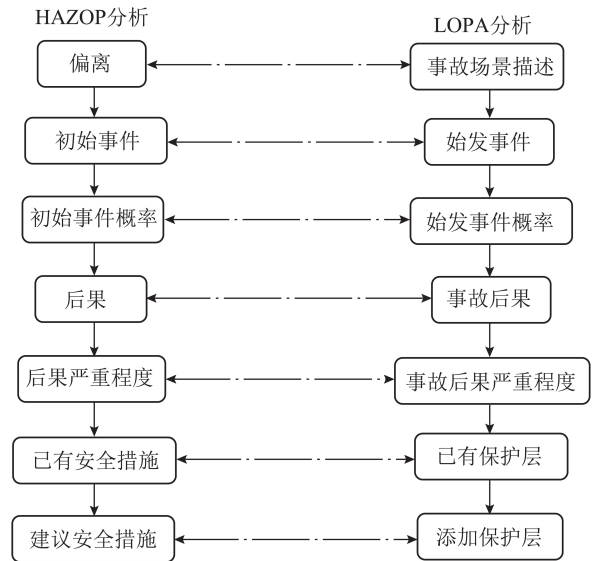 HAZOP分析
LOPA分析
偏离
事故场景描述
初始事件
始发事件
初始事件概率
始发事件概率
后果
事故后果
后果严重程度
事故后果严重程度
已有安全措施
已有保护层
建议安全措施
添加保护层